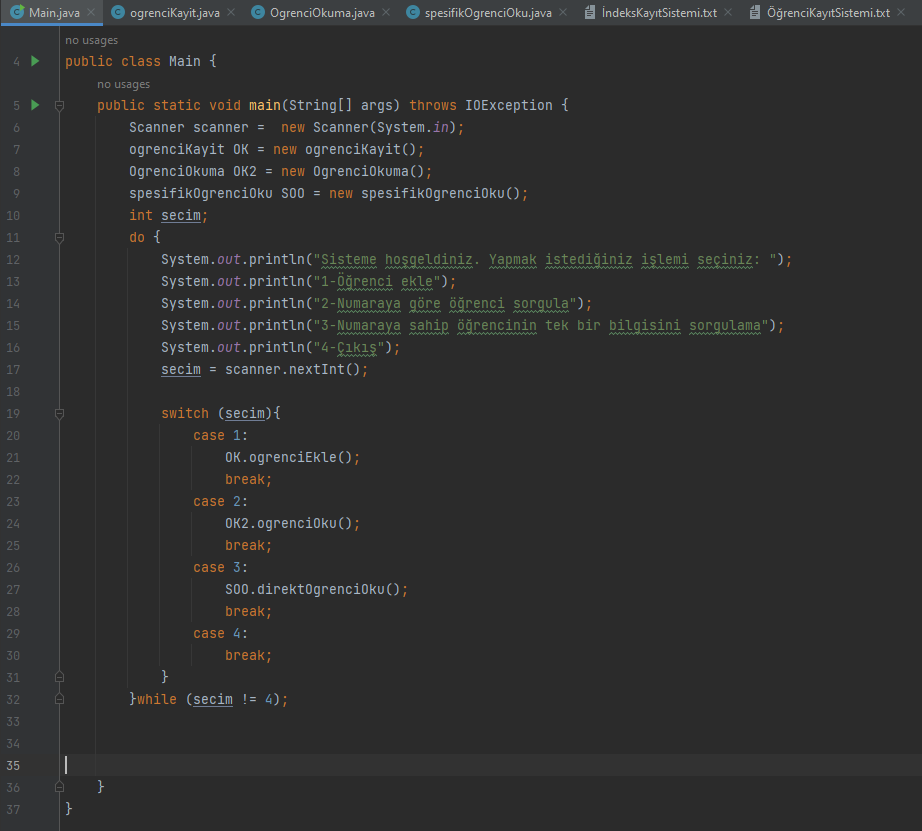 Main.java ogrenciKayit.java OgrenciOkuma.java spesifikOgrenciOku.java İndeksKayıtSistemi.txt ÖğrenciKayıtSistemi.txt
no usages
4 public class Main {
no usages
5 public static void main(String[] args) throws IOException {
6 Scanner scanner =  new Scanner(System.in);
7 ogrenciKayit OK = new ogrenciKayit();
8 OgrenciOkuma OK2 = new OgrenciOkuma();
9 spesifikOgrenciOku SOO = new spesifikOgrenciOku();
10 int secim;
11 do {
12 System.out.println("Sisteme hoşgeldiniz. Yapmak istediğiniz işlemi seçiniz: ");
13 System.out.println("1-Öğrenci ekle");
14 System.out.println("2-Numaraya göre öğrenci sorgula");
15 System.out.println("3-Numaraya sahip öğrencinin tek bir bilgisini sorgulama");
16 System.out.println("4-Çıkış");
17 secim = scanner.nextInt();
18
19 switch (secim){
20 case 1:
21 OK.ogrenciEkle();
22 break;
23 case 2:
24 OK2.ogrenciOku();
25 break;
26 case 3:
27 SOO.direktOgrenciOku();
28 break;
29 case 4:
30 break;
31 }
32 }while (secim != 4);
33
34
35
36 }
37 }